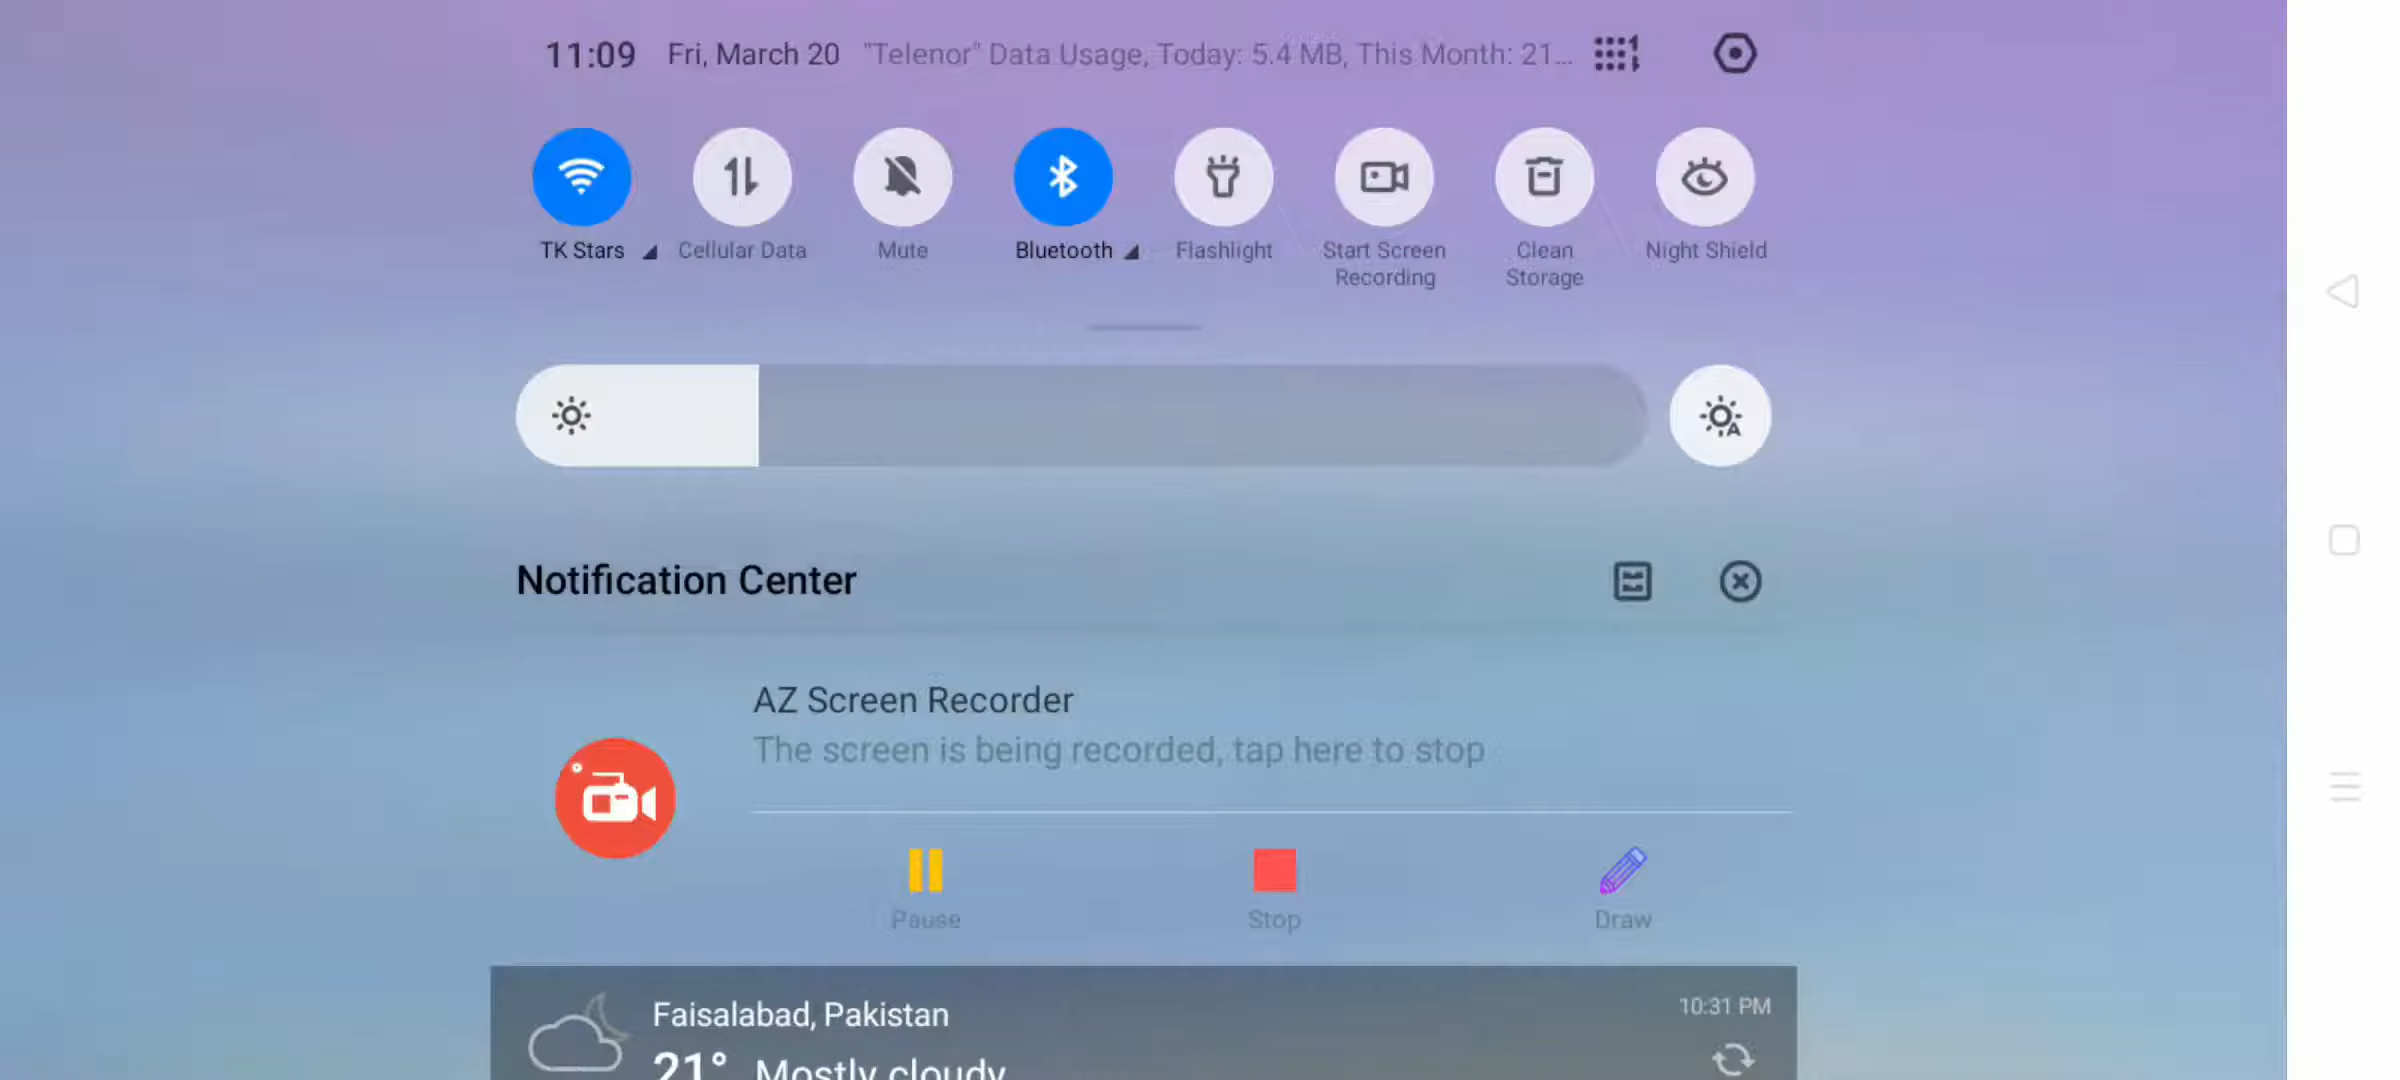 11:09 Fri, March 20 "Telenor" Data Usage, Today: 5.4 MB, This Month: 21...
TK Stars Cellular Data Mute Bluetooth Flashlight Start Screen Recording Clean Storage Night Shield
Notification Center
AZ Screen Recorder
The screen is being recorded, tap here to stop
Pause Stop Draw
Faisalabad, Pakistan 10:31 PM
21° Mostly cloudy